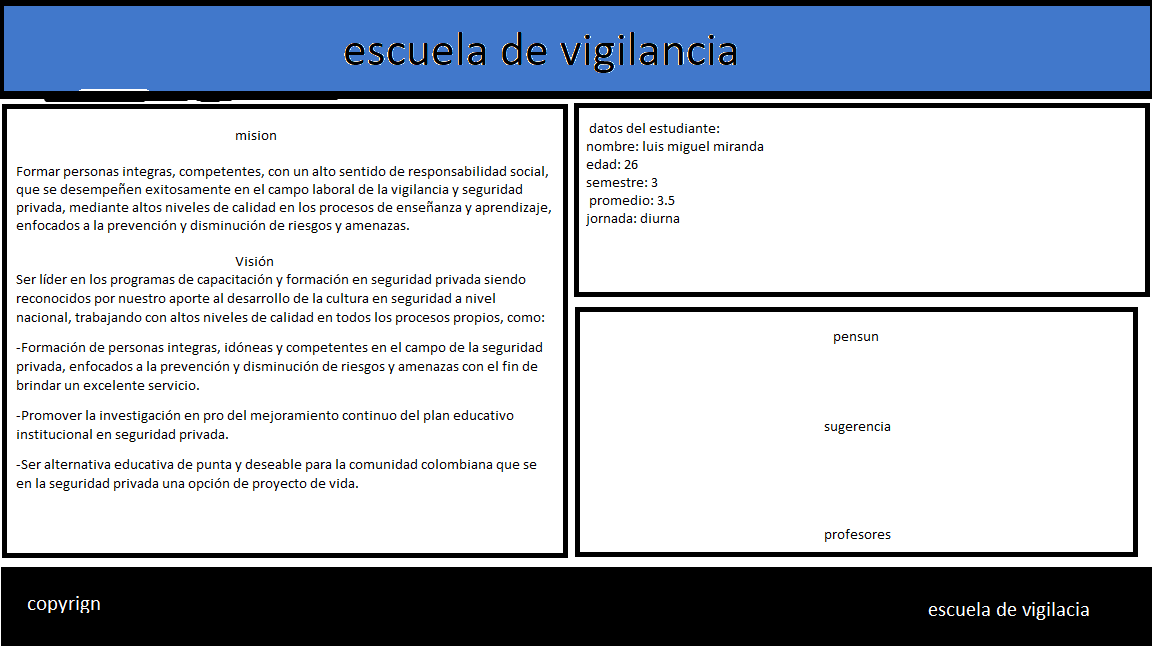 escuela de vigilancia
mision
Formar personas integras, competentes, con un alto sentido de responsabilidad social,
que se desempeñen exitosamente en el campo laboral de la vigilancia y seguridad
privada, mediante altos niveles de calidad en los procesos de enseñanza y aprendizaje,
enfocados a la prevención y disminución de riesgos y amenazas.
Visión
Ser líder en los programas de capacitación y formación en seguridad privada siendo
reconocidos por nuestro aporte al desarrollo de la cultura en seguridad a nivel
nacional, trabajando con altos niveles de calidad en todos los procesos propios, como:
-Formación de personas integras, idóneas y competentes en el campo de la seguridad
privada, enfocados a la prevención y disminución de riesgos y amenazas con el fin de
brindar un excelente servicio.
-Promover la investigación en pro del mejoramiento continuo del plan educativo
institucional en seguridad privada.
-Ser alternativa educativa de punta y deseable para la comunidad colombiana que se
en la seguridad privada una opción de proyecto de vida.
datos del estudiante:
nombre: luis miguel miranda
edad: 26
semestre: 3
promedio: 3.5
jornada: diurna
pensun
sugerencia
profesores
copyrign
escuela de vigilacia